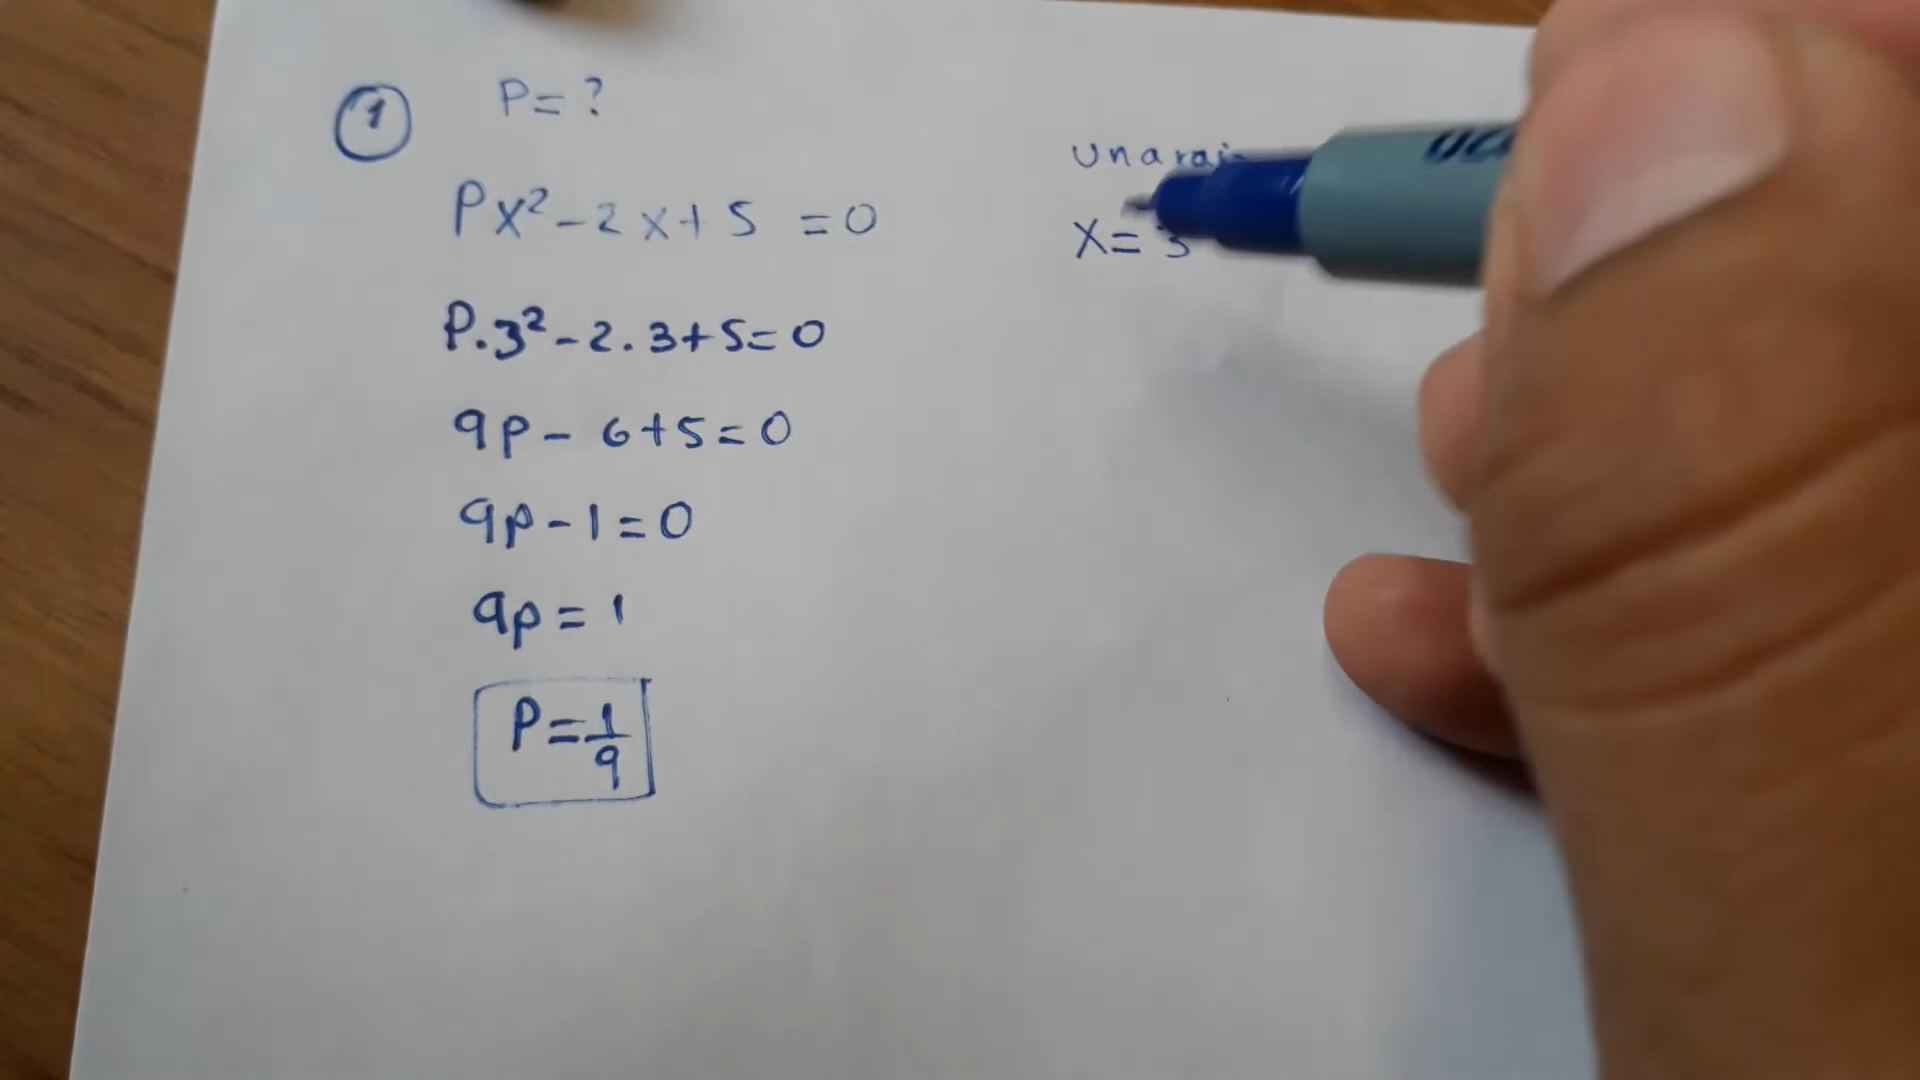 1
P = ?
Px² - 2x + 5 = 0
una
x = 3
P.3² - 2.3 + 5 = 0
9p - 6 + 5 = 0
9p - 1 = 0
9p = 1
P = 1/9